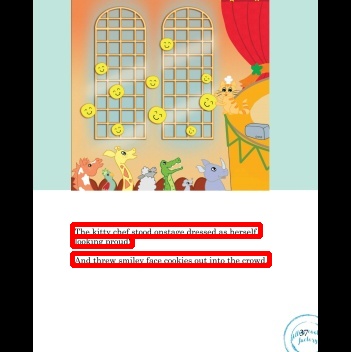 The kitty chef stood onstage dressed as herself
looking proud
And threw smiley face cookies out into the crowd
37